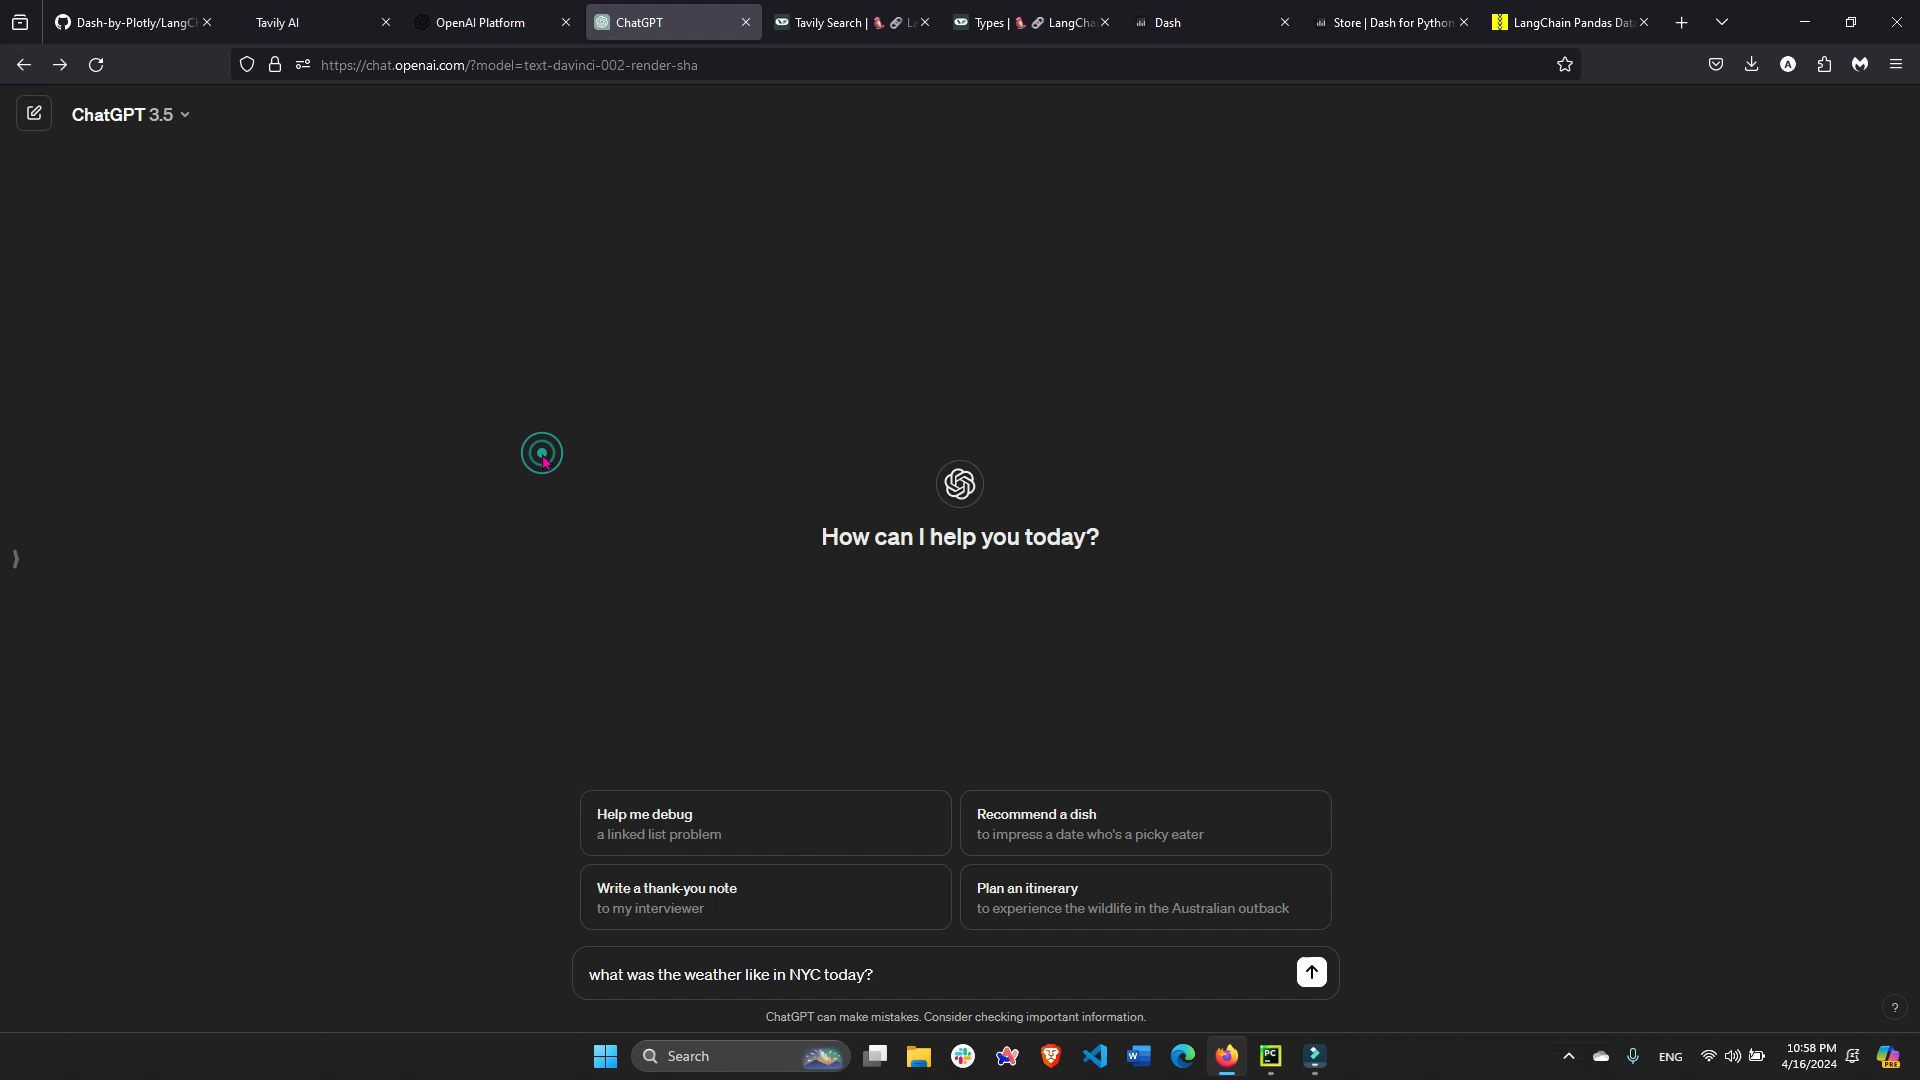 Dash-by-Plotly/LangCh
Tavily AI
OpenAI Platform
ChatGPT
Tavily Search | 🦜️🔗 La
Types | 🦜️🔗 LangChai
Dash
Store | Dash for Python
LangChain Pandas Data
https://chat.openai.com/?model=text-davinci-002-render-sha
ChatGPT 3.5
How can I help you today?
Help me debug
a linked list problem
Recommend a dish
to impress a date who's a picky eater
Write a thank-you note
to my interviewer
Plan an itinerary
to experience the wildlife in the Australian outback
what was the weather like in NYC today?
ChatGPT can make mistakes. Consider checking important information.
?
Search
ENG
10:58 PM
4/16/2024